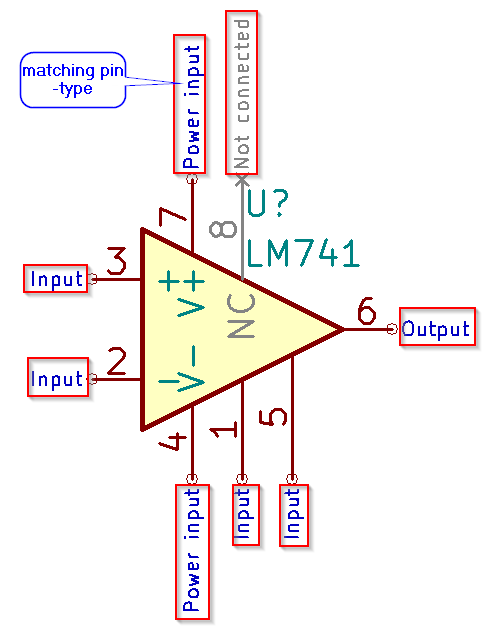 matching pin
-type
Power input
Not connected
7
8
U?
LM741
Input
3
+
V+
NC
6
Output
Input
2
-
V-
4
1
5
Power input
Input
Input